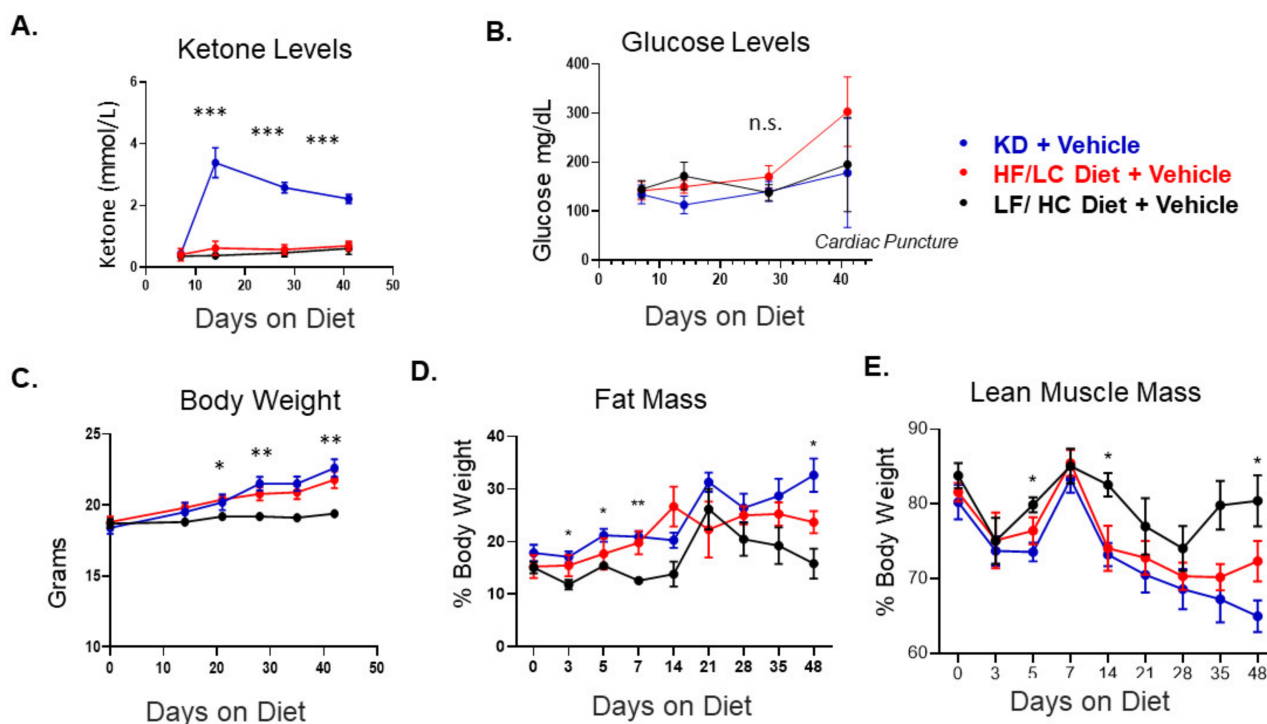 A.
Ketone Levels
Ketone (mmol/L)
6
4
2
0
***
***
***
0 10 20 30 40 50
Days on Diet
B.
Glucose Levels
Glucose mg/dL
400
300
200
100
0
n.s.
Cardiac Puncture
0 10 20 30 40
Days on Diet
KD + Vehicle
HF/LC Diet + Vehicle
LF/ HC Diet + Vehicle
C.
Body Weight
Grams
25
20
15
10
*
**
**
0 10 20 30 40 50
Days on Diet
D.
Fat Mass
% Body Weight
40
30
20
10
0
*
*
**
*
0 3 5 7 14 21 28 35 48
Days on Diet
E.
Lean Muscle Mass
% Body Weight
90
80
70
60
*
*
*
0 3 5 7 14 21 28 35 48
Days on Diet